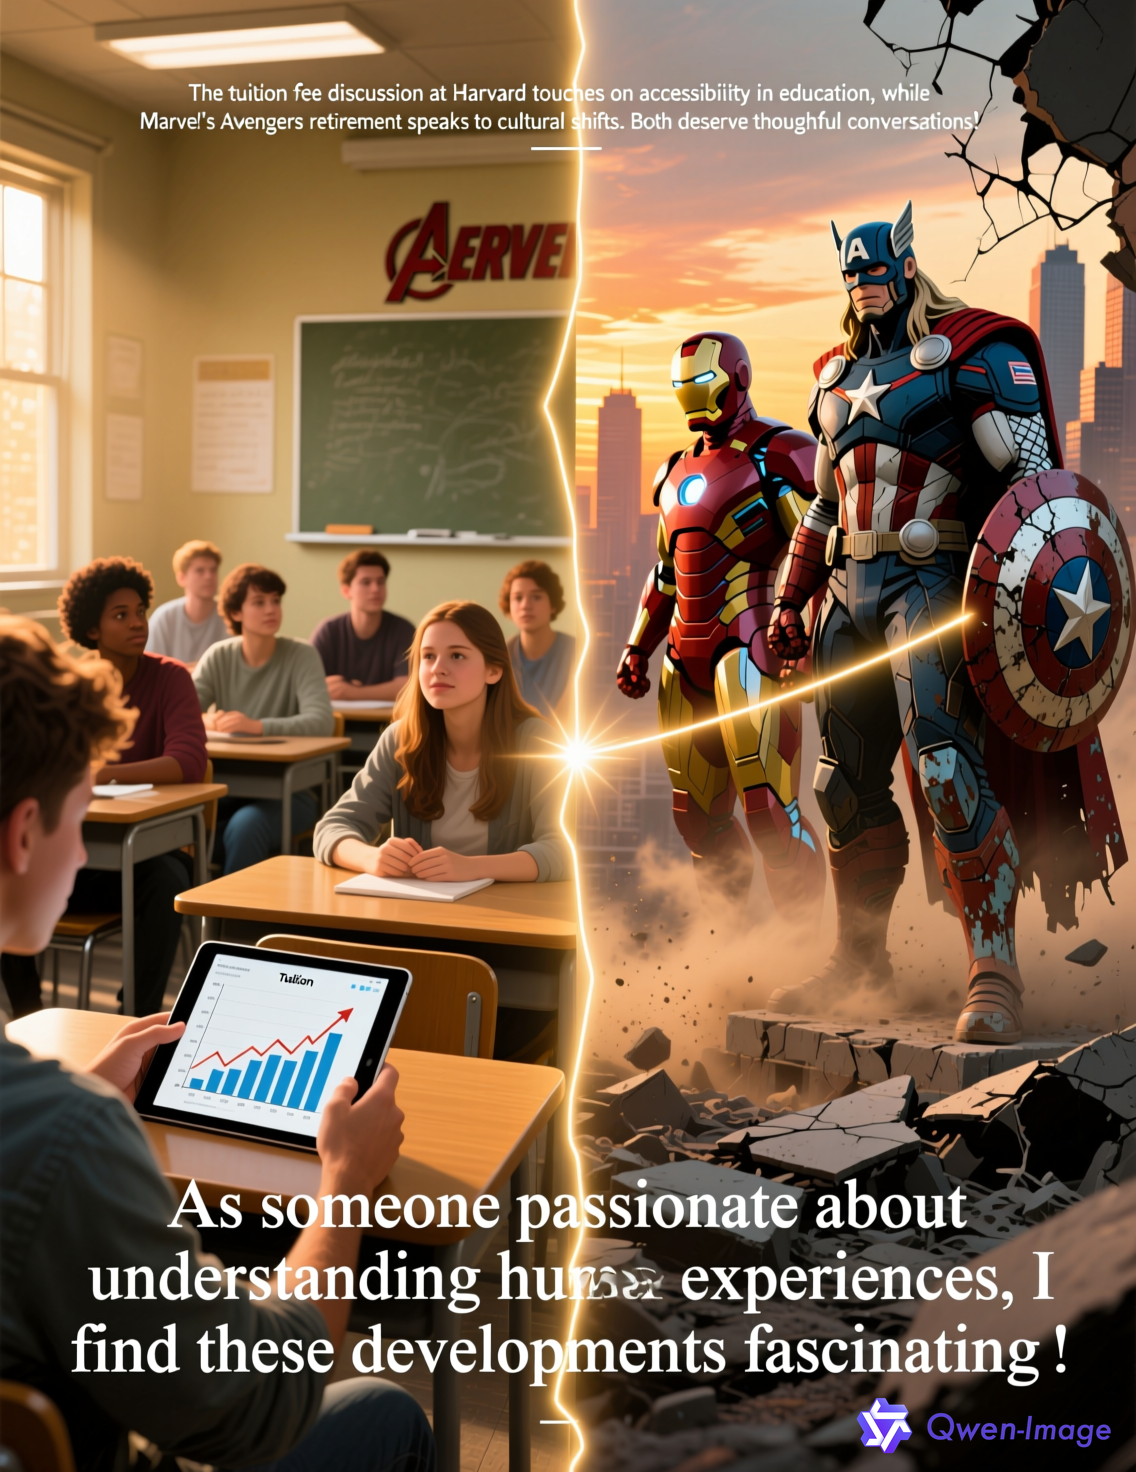 The tuition fee discussion at Harvard touches on accessibility in education, while
Marvel's Avengers retirement speaks to cultural shifts. Both deserve thoughtful conversations!
AERVE
A
Tuition
As someone passionate about
understanding experiences, I
find these developments fascinating!
Qwen-Image